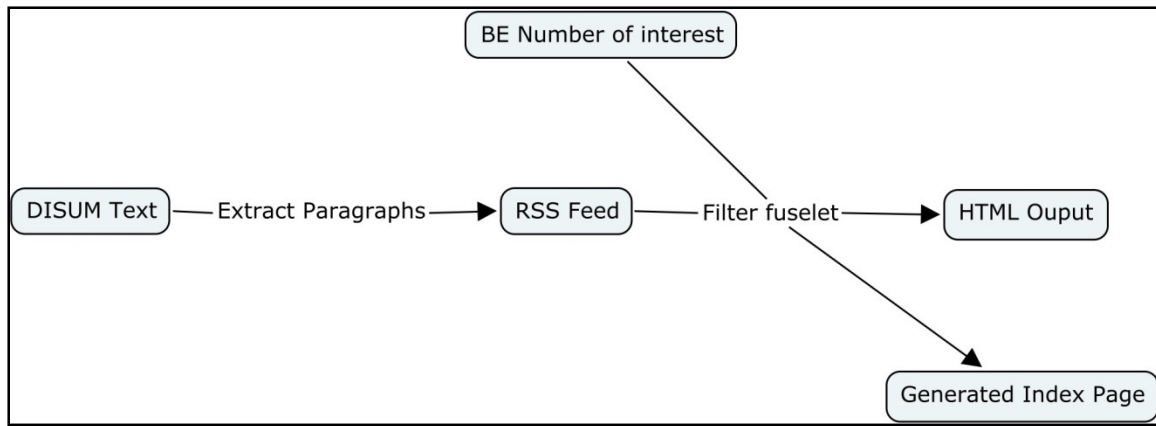 BE Number of interest
DISUM Text
Extract Paragraphs
RSS Feed
Filter fuselet
HTML Ouput
Generated Index Page